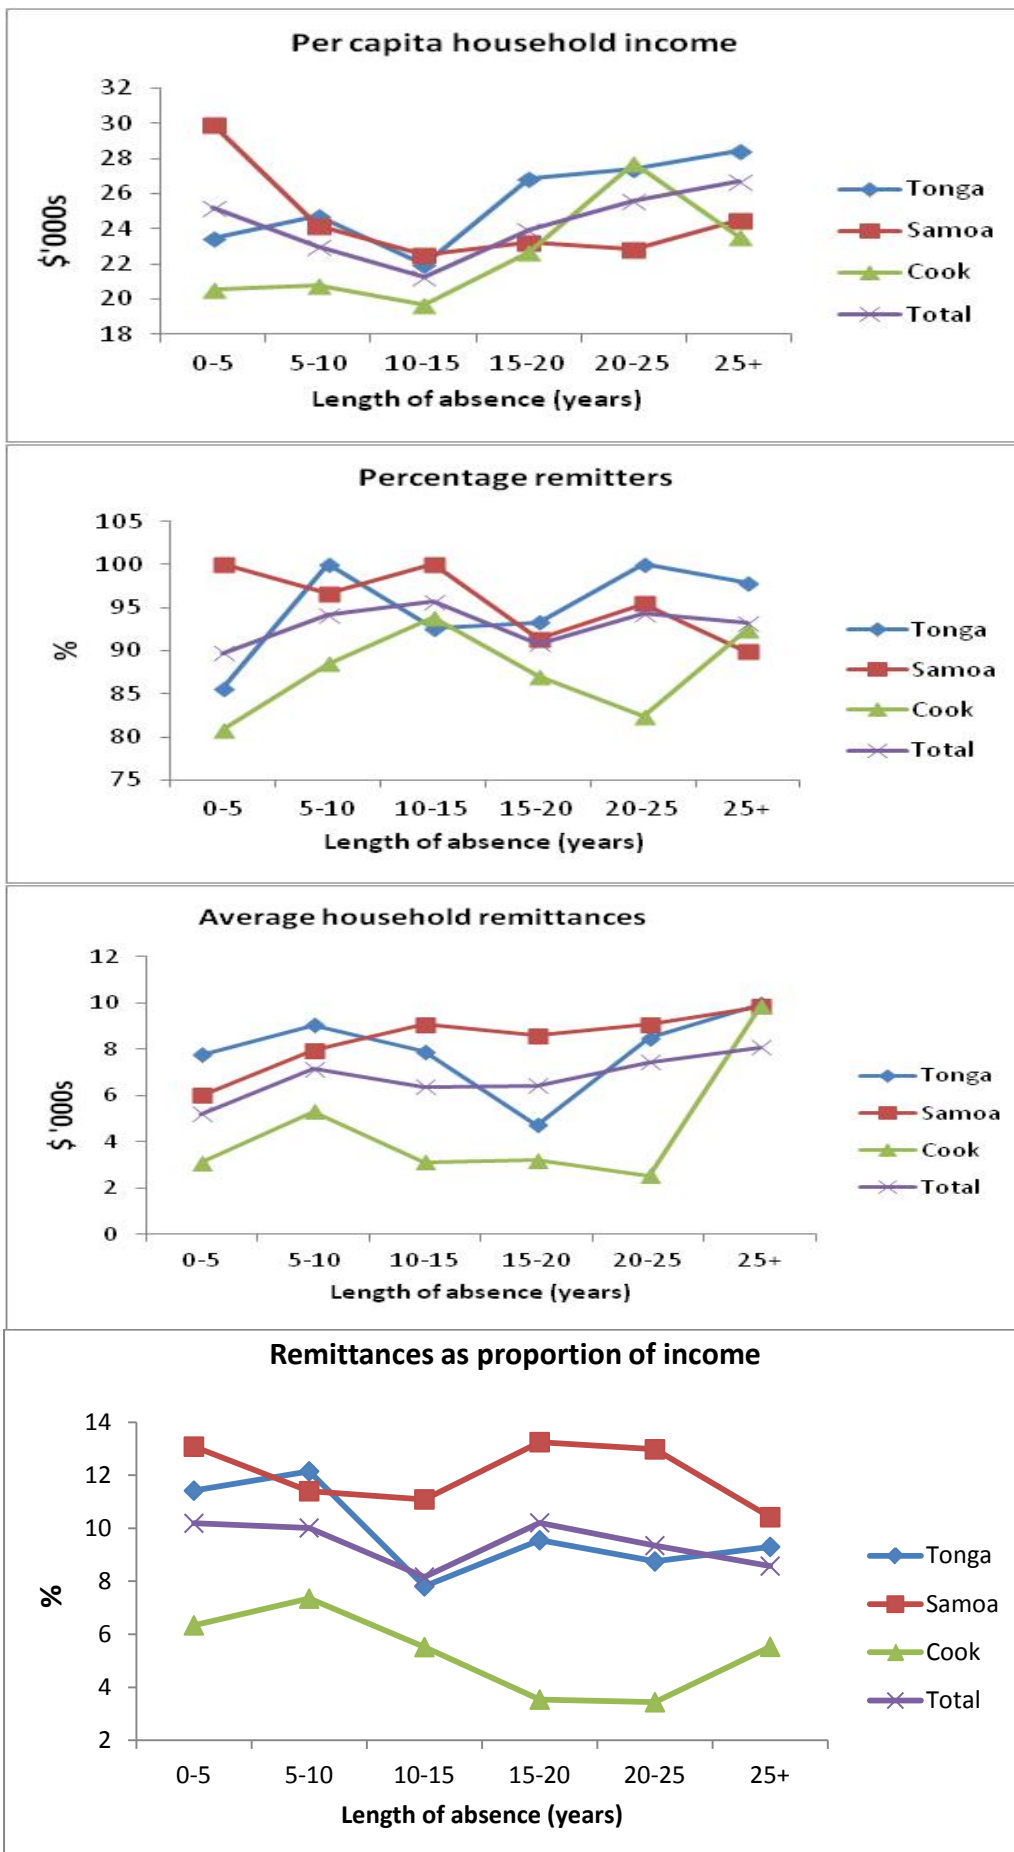 Per capita household income
32
30
28
26
24
22
20
18
$'000s
0-5 5-10 10-15 15-20 20-25 25+
Length of absence (years)
Tonga
Samoa
Cook
Total
Percentage remitters
105
100
95
90
85
80
75
%
0-5 5-10 10-15 15-20 20-25 25+
Length of absence (years)
Tonga
Samoa
Cook
Total
Average household remittances
12
10
8
6
4
2
0
$ '000s
0-5 5-10 10-15 15-20 20-25 25+
Length of absence (years)
Tonga
Samoa
Cook
Total
Remittances as proportion of income
14
12
10
8
6
4
2
%
0-5 5-10 10-15 15-20 20-25 25+
Length of absence (years)
Tonga
Samoa
Cook
Total